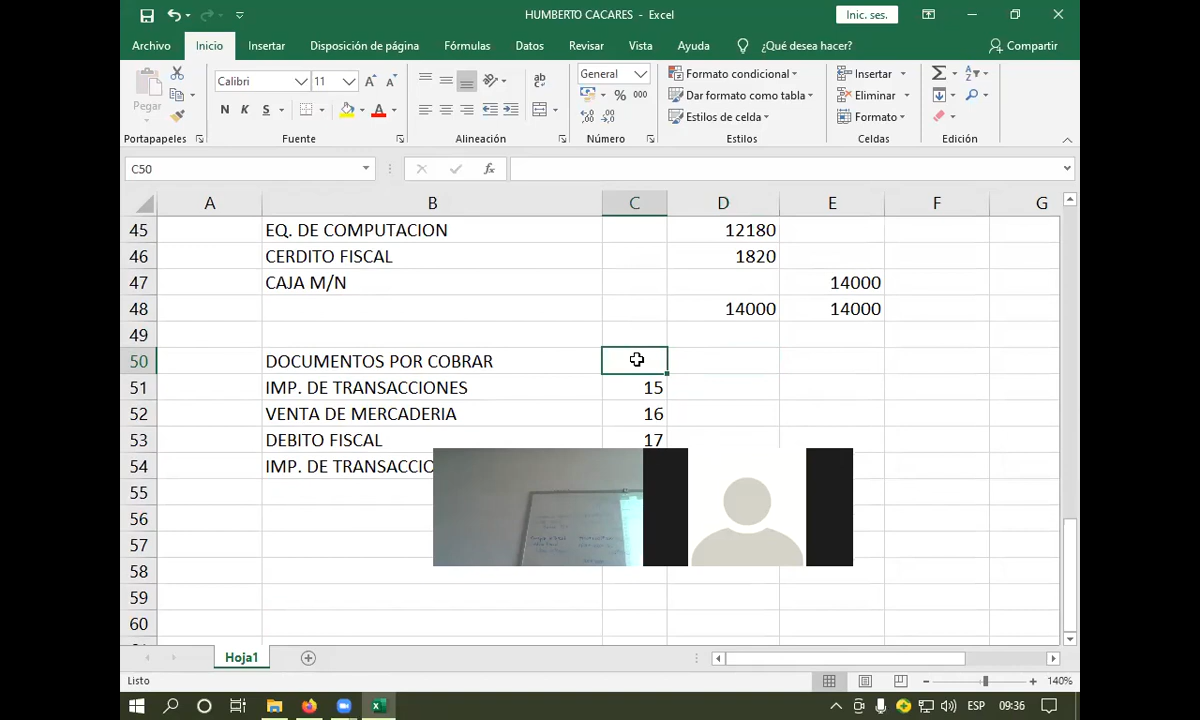 HUMBERTO CACARES - Excel
Inic. ses.
Archivo Inicio Insertar Disposición de página Fórmulas Datos Revisar Vista Ayuda ¿Qué desea hacer? Compartir
Pegar
Calibri 11
N K S
General
% 000
Formato condicional
Dar formato como tabla
Estilos de celda
Insertar
Eliminar
Formato
Portapapeles Fuente Alineación Número Estilos Celdas Edición
C50 fx
A B C D E F G
45 EQ. DE COMPUTACION 12180
46 CERDITO FISCAL 1820
47 CAJA M/N 14000
48 14000 14000
49
50 DOCUMENTOS POR COBRAR
51 IMP. DE TRANSACCIONES 15
52 VENTA DE MERCADERIA 16
53 DEBITO FISCAL 17
54 IMP. DE TRANSACCIO
55
56
57
58
59
60
Hoja1
Listo 140%
ESP 09:36